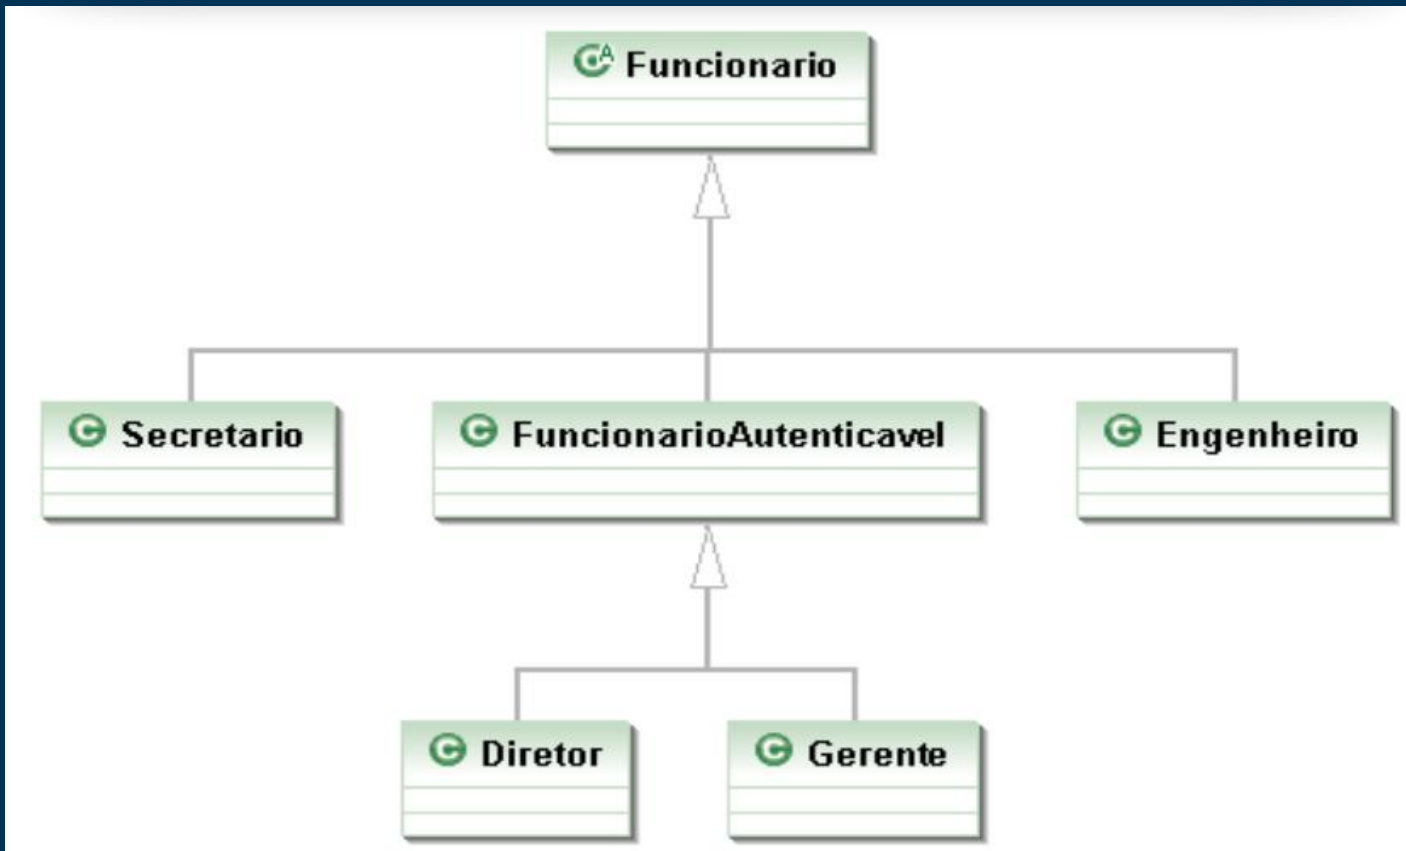 Funcionario
Secretario
FuncionarioAutenticavel
Engenheiro
Diretor
Gerente